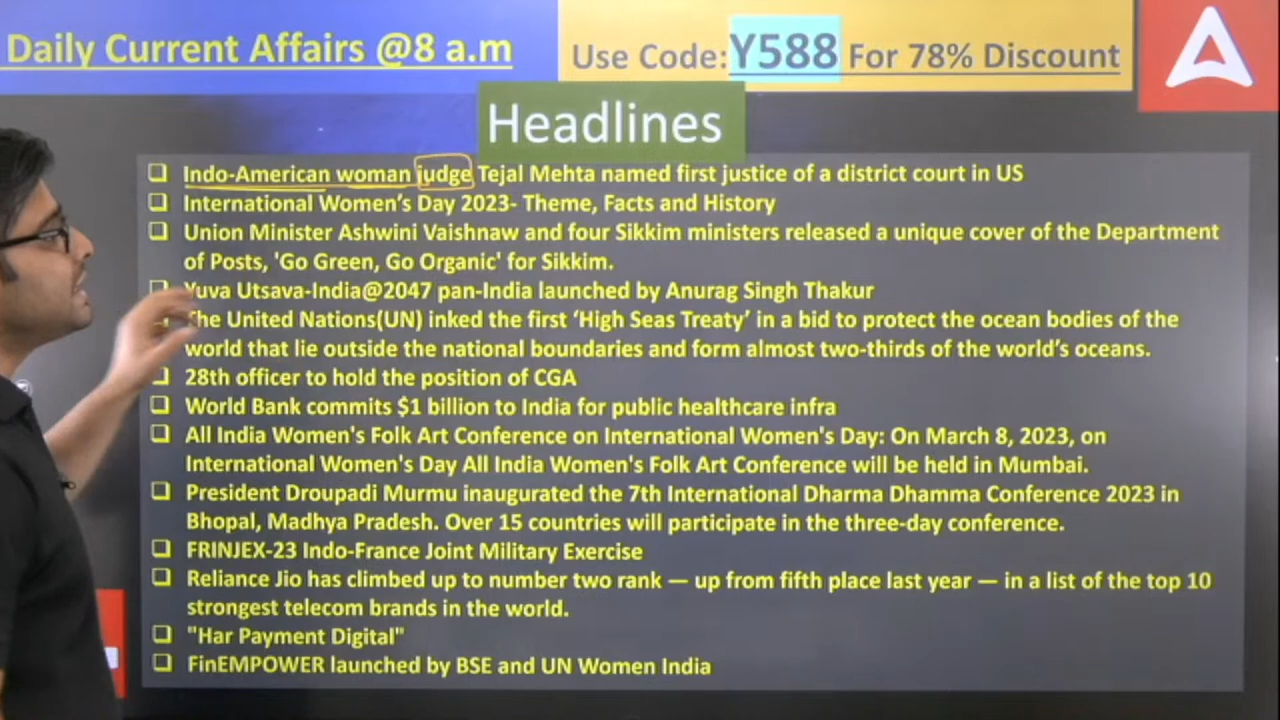 Daily Current Affairs @8 a.m
Use Code:Y588 For 78% Discount
Headlines
Indo-American woman judge Tejal Mehta named first justice of a district court in US
International Women's Day 2023- Theme, Facts and History
Union Minister Ashwini Vaishnaw and four Sikkim ministers released a unique cover of the Department
of Posts, 'Go Green, Go Organic' for Sikkim.
Yuva Utsava-India@2047 pan-India launched by Anurag Singh Thakur
The United Nations(UN) inked the first ‘High Seas Treaty’ in a bid to protect the ocean bodies of the
world that lie outside the national boundaries and form almost two-thirds of the world’s oceans.
28th officer to hold the position of CGA
World Bank commits $1 billion to India for public healthcare infra
All India Women's Folk Art Conference on International Women's Day: On March 8, 2023, on
International Women's Day All India Women's Folk Art Conference will be held in Mumbai.
President Droupadi Murmu inaugurated the 7th International Dharma Dhamma Conference 2023 in
Bhopal, Madhya Pradesh. Over 15 countries will participate in the three-day conference.
FRINJEX-23 Indo-France Joint Military Exercise
Reliance Jio has climbed up to number two rank — up from fifth place last year — in a list of the top 10
strongest telecom brands in the world.
"Har Payment Digital"
FinEMPOWER launched by BSE and UN Women India